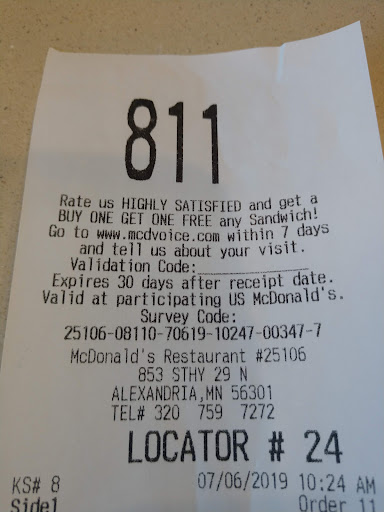 811
Rate us HIGHLY SATISFIED and get a
BUY ONE GET ONE FREE any Sandwich!
Go to www.mcdvoice.com within 7 days
and tell us about your visit.
Validation Code:______________
Expires 30 days after receipt date.
Valid at participating US McDonald's.
Survey Code:
25106-08110-70619-10247-00347-7
McDonald's Restaurant #25106
853 STHY 29 N
ALEXANDRIA,MN 56301
TEL# 320 759 7272
LOCATOR # 24
KS# 8 07/06/2019 10:24 AM
Side1 Order 11